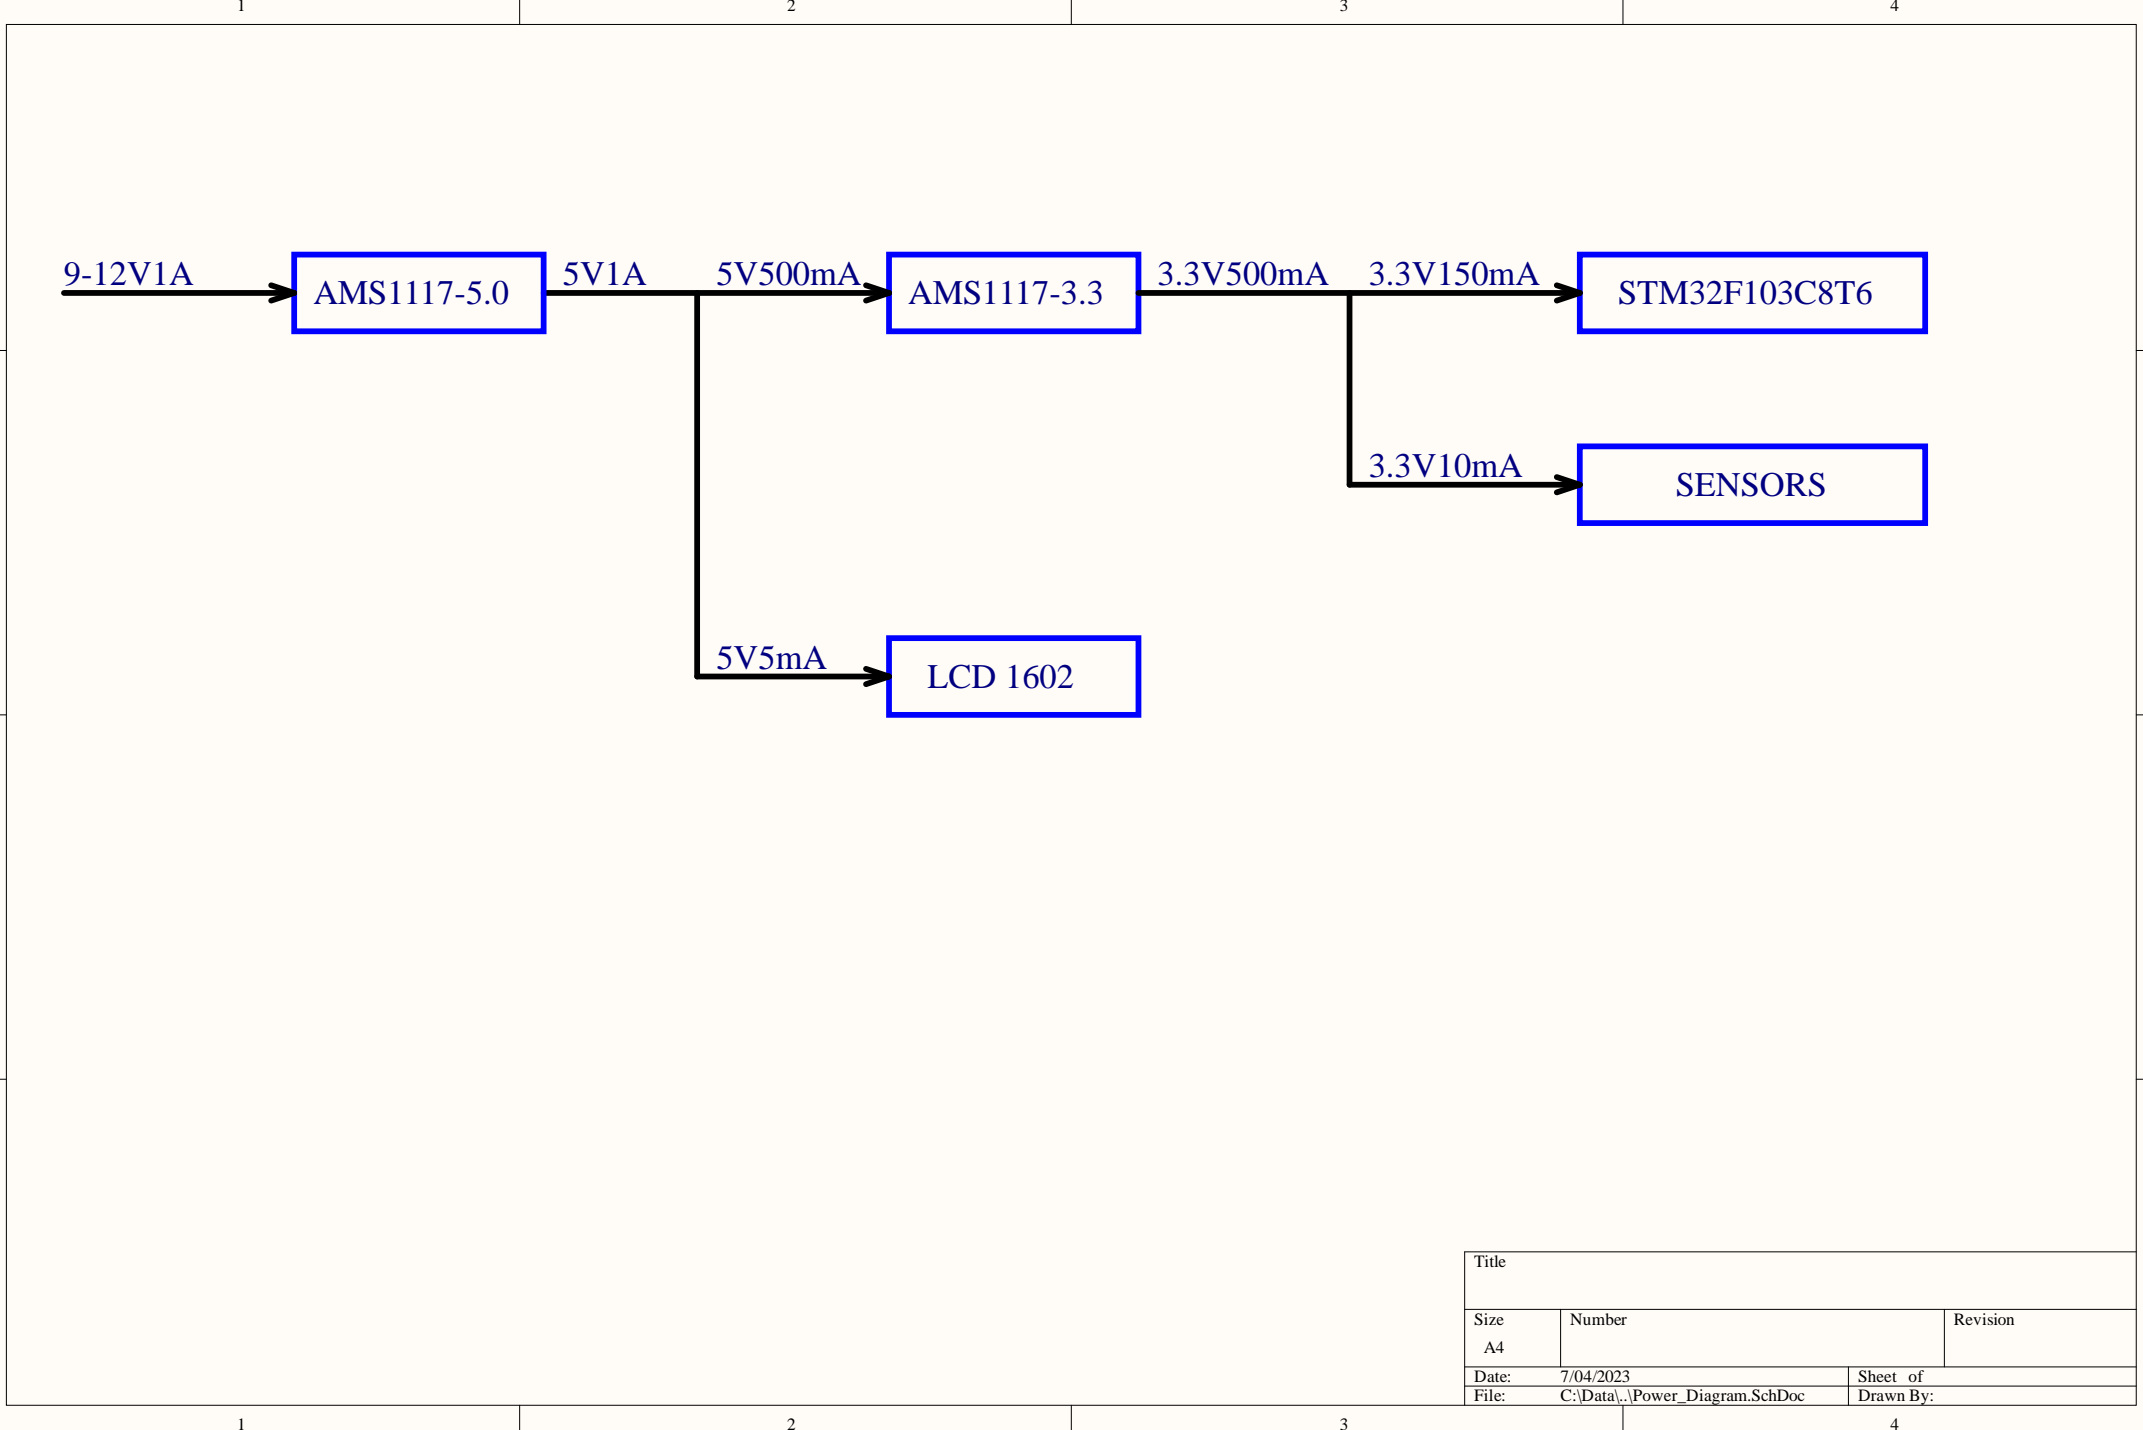 1 2 3 4
9-12V1A
AMS1117-5.0
5V1A
5V500mA
AMS1117-3.3
3.3V500mA
3.3V150mA
STM32F103C8T6
3.3V10mA
SENSORS
5V5mA
LCD 1602
Title
Size Number Revision
A4
Date: 7/04/2023 Sheet of
File: C:\Data\..\Power_Diagram.SchDoc Drawn By:
1 2 3 4